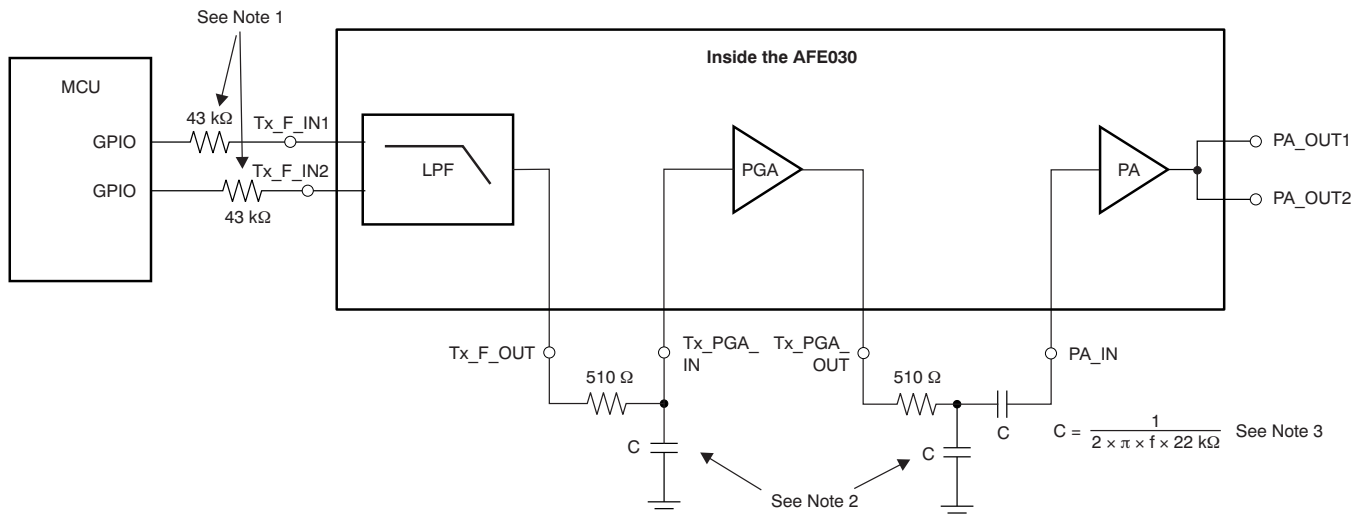 See Note 1
Inside the AFE030
MCU
43 kΩ
Tx_F_IN1
GPIO
LPF
PGA
PA
PA_OUT1
Tx_F_IN2
GPIO
43 kΩ
PA_OUT2
Tx_F_OUT
Tx_PGA_
IN
Tx_PGA_
OUT
PA_IN
510 Ω
510 Ω
C
C
C
C = 1 / 2 × π × f × 22 kΩ See Note 3
See Note 2